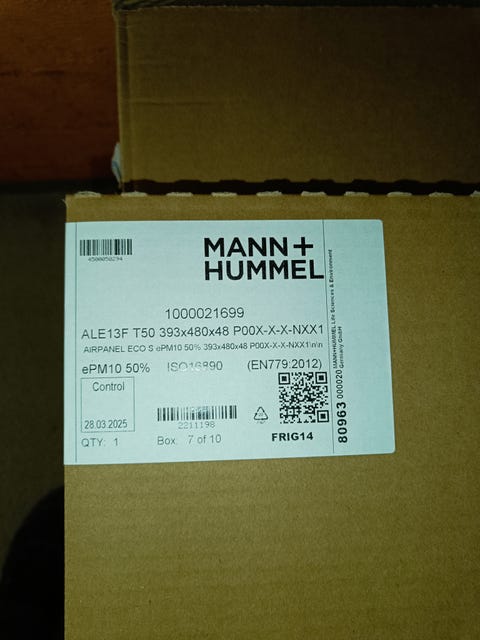 4500050294
MANN+
HUMMEL
1000021699
ALE13F T50 393x480x48 P00X-X-X-NXX1
AIRPANEL ECO S ePM10 50% 393x480x48 P00X-X-X-NXX1\n\n
ePM10 50% ISO16890 (EN779:2012)
Control
28.03.2025
2211198
QTY: 1 Box: 7 of 10
FRIG14
80963 000020
MANN+HUMMEL Life Sciences & Environment
Germany GmbH